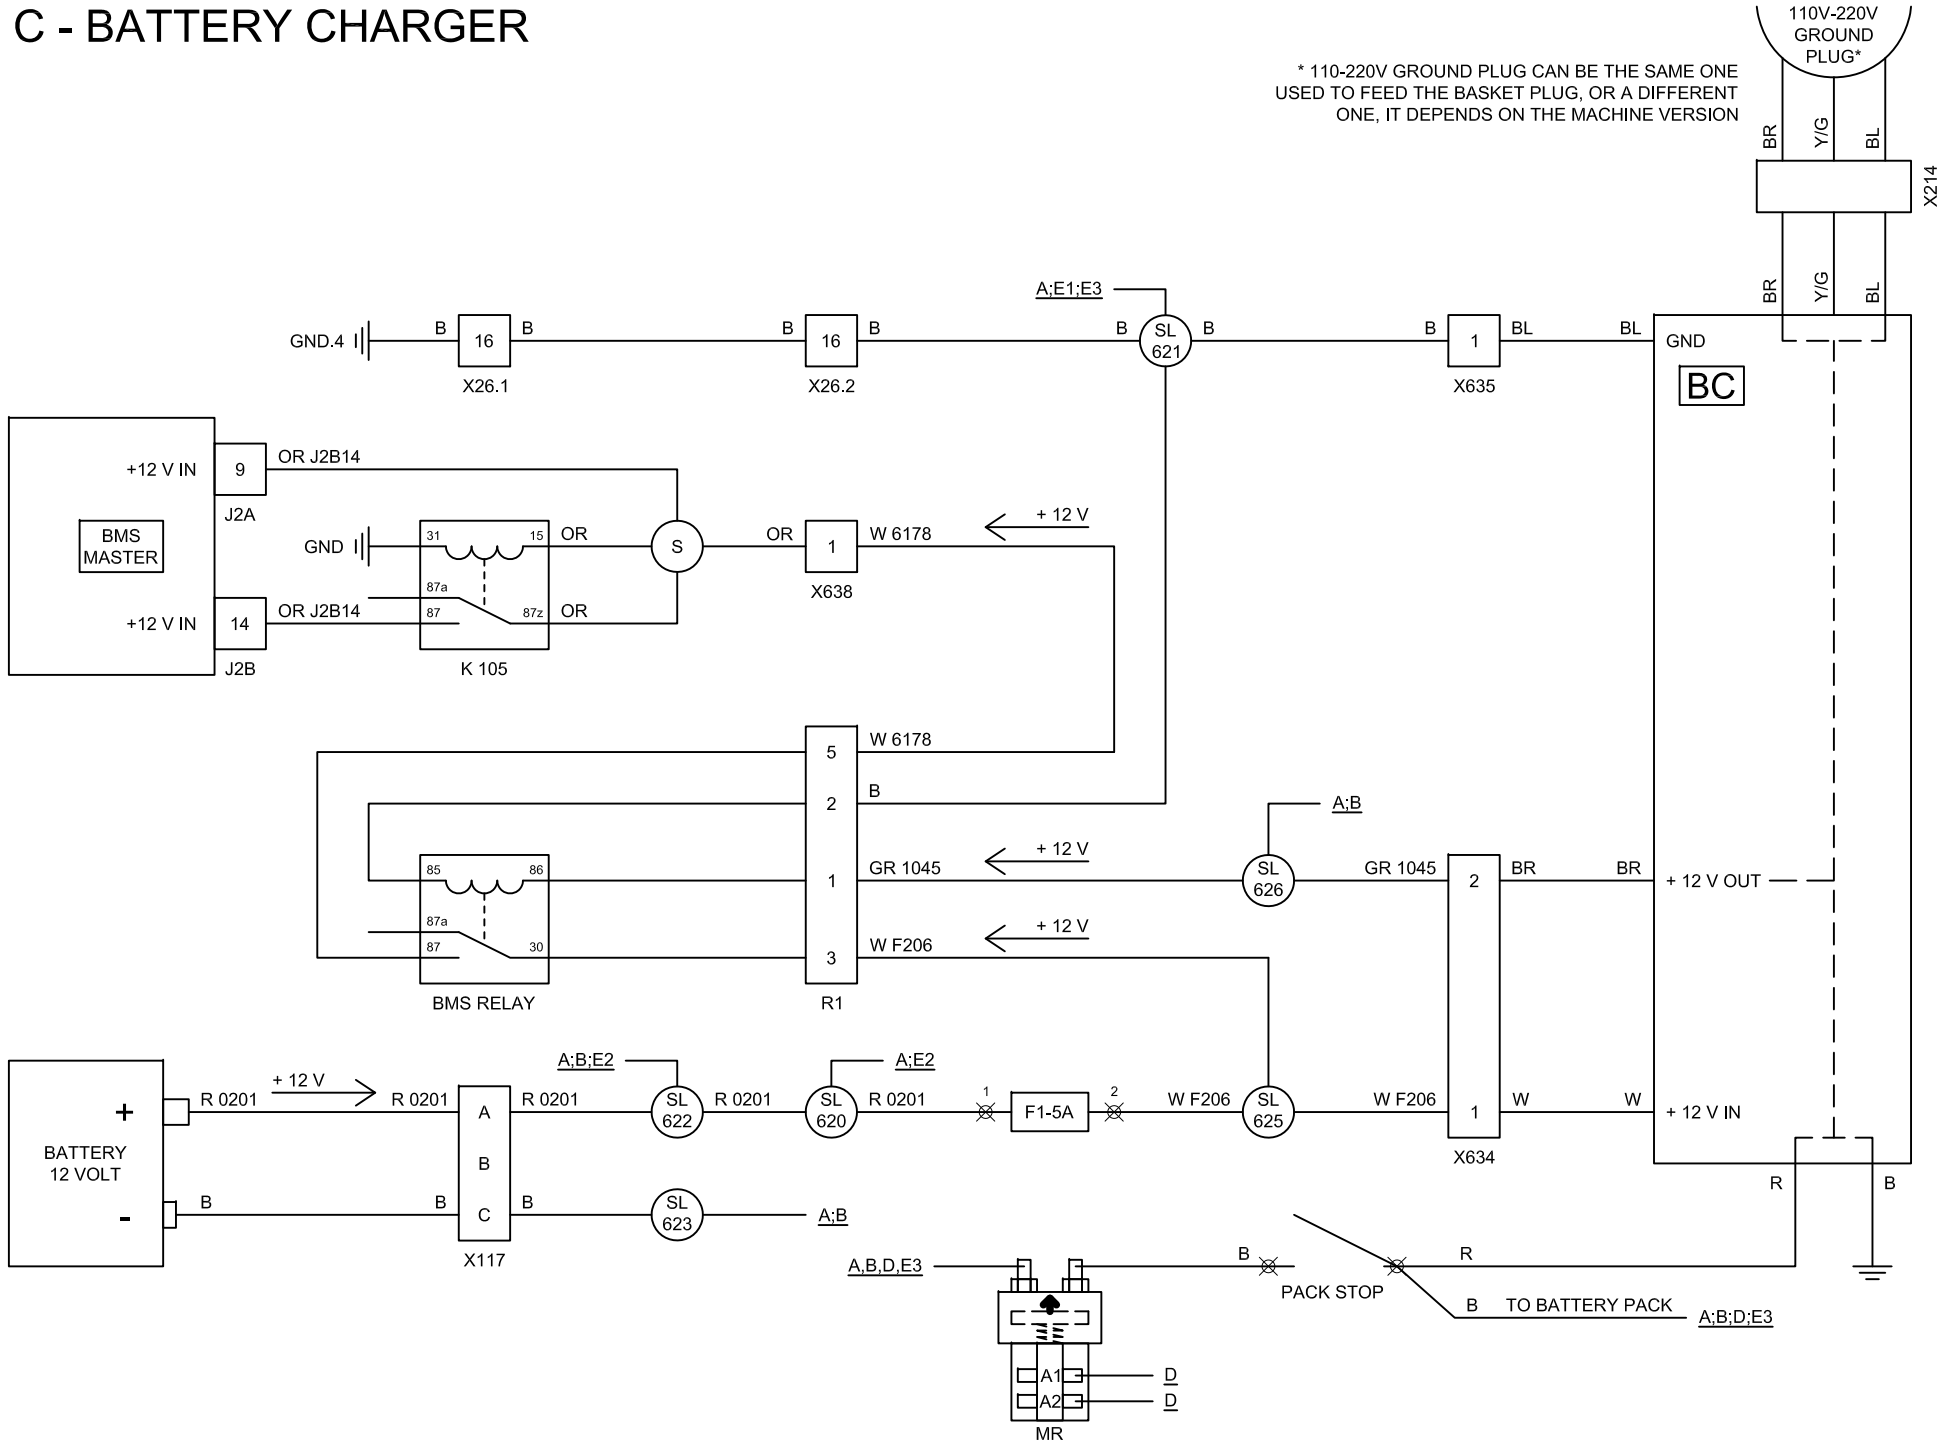 C - BATTERY CHARGER
110V-220V
GROUND
PLUG*
* 110-220V GROUND PLUG CAN BE THE SAME ONE
USED TO FEED THE BASKET PLUG, OR A DIFFERENT
ONE, IT DEPENDS ON THE MACHINE VERSION
BR Y/G BL
X214
BR Y/G BL
A;E1;E3
GND.4 B 16 B B 16 B B SL 621 B B 1 BL BL GND
X26.1 X26.2 X635
BC
+12 V IN 9 OR J2B14
J2A
BMS
MASTER
GND 31 15 OR S OR 1 W 6178 + 12 V
X638
87a
+12 V IN 14 OR J2B14 87 87z OR
J2B K 105
5 W 6178
2 B
A;B
85 86 1 GR 1045 + 12 V SL 626 GR 1045 2 BR BR + 12 V OUT
87a
87 30 3 W F206 + 12 V
BMS RELAY R1
A;B;E2 A;E2
+ R 0201 + 12 V R 0201 A R 0201 SL 622 R 0201 SL 620 R 0201 1 F1-5A 2 W F206 SL 625 W F206 1 W W + 12 V IN
BATTERY
12 VOLT
B
X634
- B B C B SL 623 A;B
R B
X117
A,B,D,E3 B R
PACK STOP
B TO BATTERY PACK A;B;D;E3
A1 D
A2 D
MR